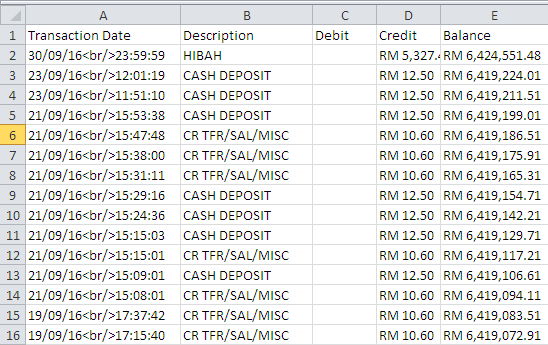 A B C D E
1 Transaction Date Description Debit Credit Balance
2 30/09/16<br/>23:59:59 HIBAH RM 5,327.4 RM 6,424,551.48
3 23/09/16<br/>12:01:19 CASH DEPOSIT RM 12.50 RM 6,419,224.01
4 23/09/16<br/>11:51:10 CASH DEPOSIT RM 12.50 RM 6,419,211.51
5 21/09/16<br/>15:53:38 CASH DEPOSIT RM 12.50 RM 6,419,199.01
6 21/09/16<br/>15:47:48 CR TFR/SAL/MISC RM 10.60 RM 6,419,186.51
7 21/09/16<br/>15:38:00 CR TFR/SAL/MISC RM 10.60 RM 6,419,175.91
8 21/09/16<br/>15:31:11 CR TFR/SAL/MISC RM 10.60 RM 6,419,165.31
9 21/09/16<br/>15:29:16 CASH DEPOSIT RM 12.50 RM 6,419,154.71
10 21/09/16<br/>15:24:36 CASH DEPOSIT RM 12.50 RM 6,419,142.21
11 21/09/16<br/>15:15:03 CASH DEPOSIT RM 12.50 RM 6,419,129.71
12 21/09/16<br/>15:15:01 CR TFR/SAL/MISC RM 10.60 RM 6,419,117.21
13 21/09/16<br/>15:09:01 CASH DEPOSIT RM 12.50 RM 6,419,106.61
14 21/09/16<br/>15:08:01 CR TFR/SAL/MISC RM 10.60 RM 6,419,094.11
15 19/09/16<br/>17:37:42 CR TFR/SAL/MISC RM 10.60 RM 6,419,083.51
16 19/09/16<br/>17:15:40 CR TFR/SAL/MISC RM 10.60 RM 6,419,072.91